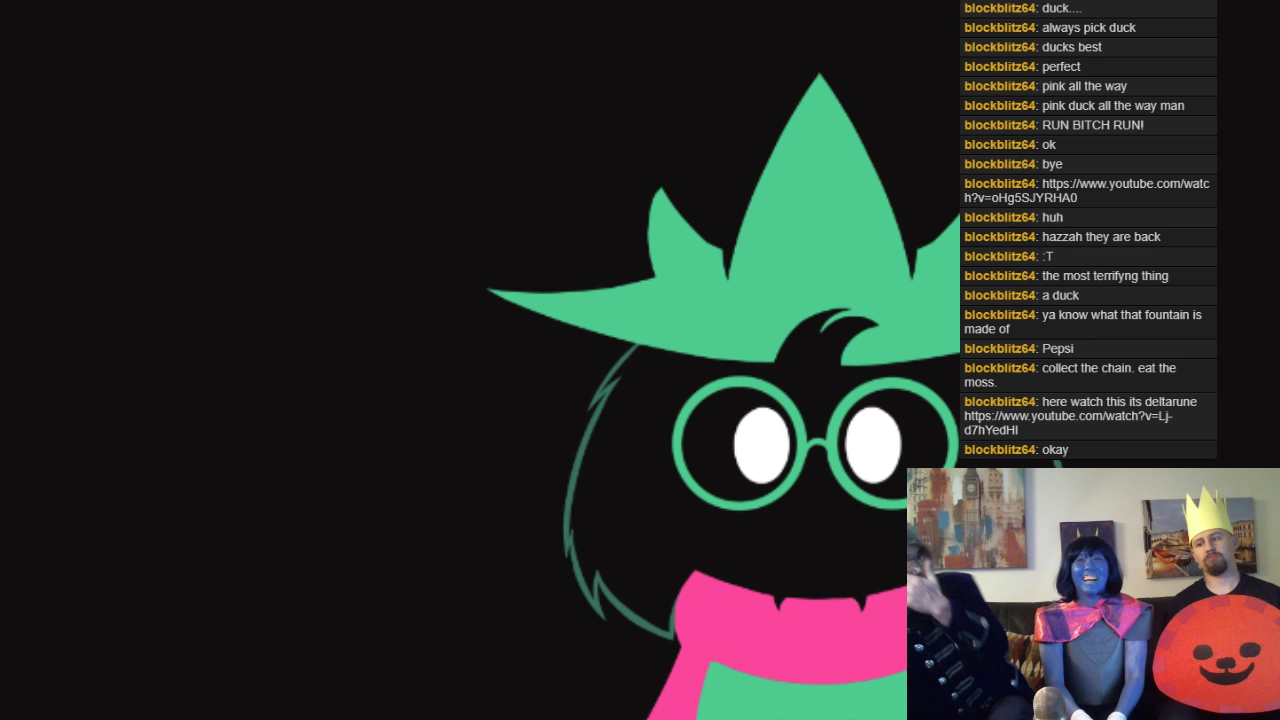 blockblitz64: duck....
blockblitz64: always pick duck
blockblitz64: ducks best
blockblitz64: perfect
blockblitz64: pink all the way
blockblitz64: pink duck all the way man
blockblitz64: RUN BITCH RUN!
blockblitz64: ok
blockblitz64: bye
blockblitz64: https://www.youtube.com/watc
h?v=oHg5SJYRHA0
blockblitz64: huh
blockblitz64: hazzah they are back
blockblitz64: :T
blockblitz64: the most terrifyng thing
blockblitz64: a duck
blockblitz64: ya know what that fountain is
made of
blockblitz64: Pepsi
blockblitz64: collect the chain. eat the
moss.
blockblitz64: here watch this its deltarune
https://www.youtube.com/watch?v=Lj-
d7hYedHI
blockblitz64: okay